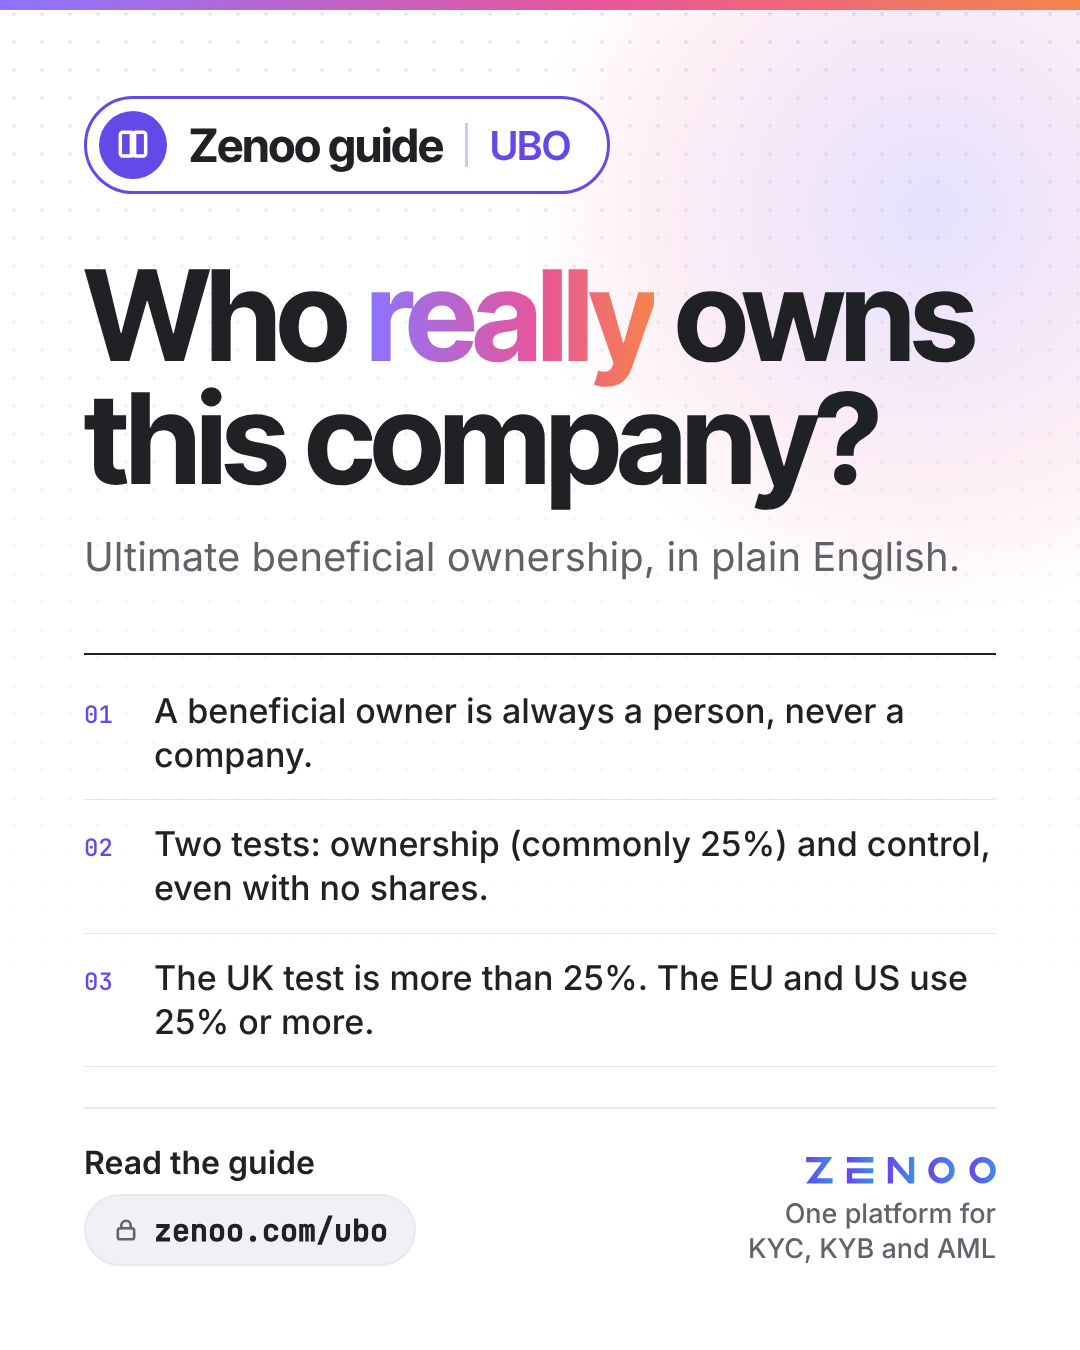 Zenoo guide | UBO
Who really owns
this company?
Ultimate beneficial ownership, in plain English.
01 A beneficial owner is always a person, never a
company.
02 Two tests: ownership (commonly 25%) and control,
even with no shares.
03 The UK test is more than 25%. The EU and US use
25% or more.
Read the guide
zenoo.com/ubo
ZENOO
One platform for
KYC, KYB and AML